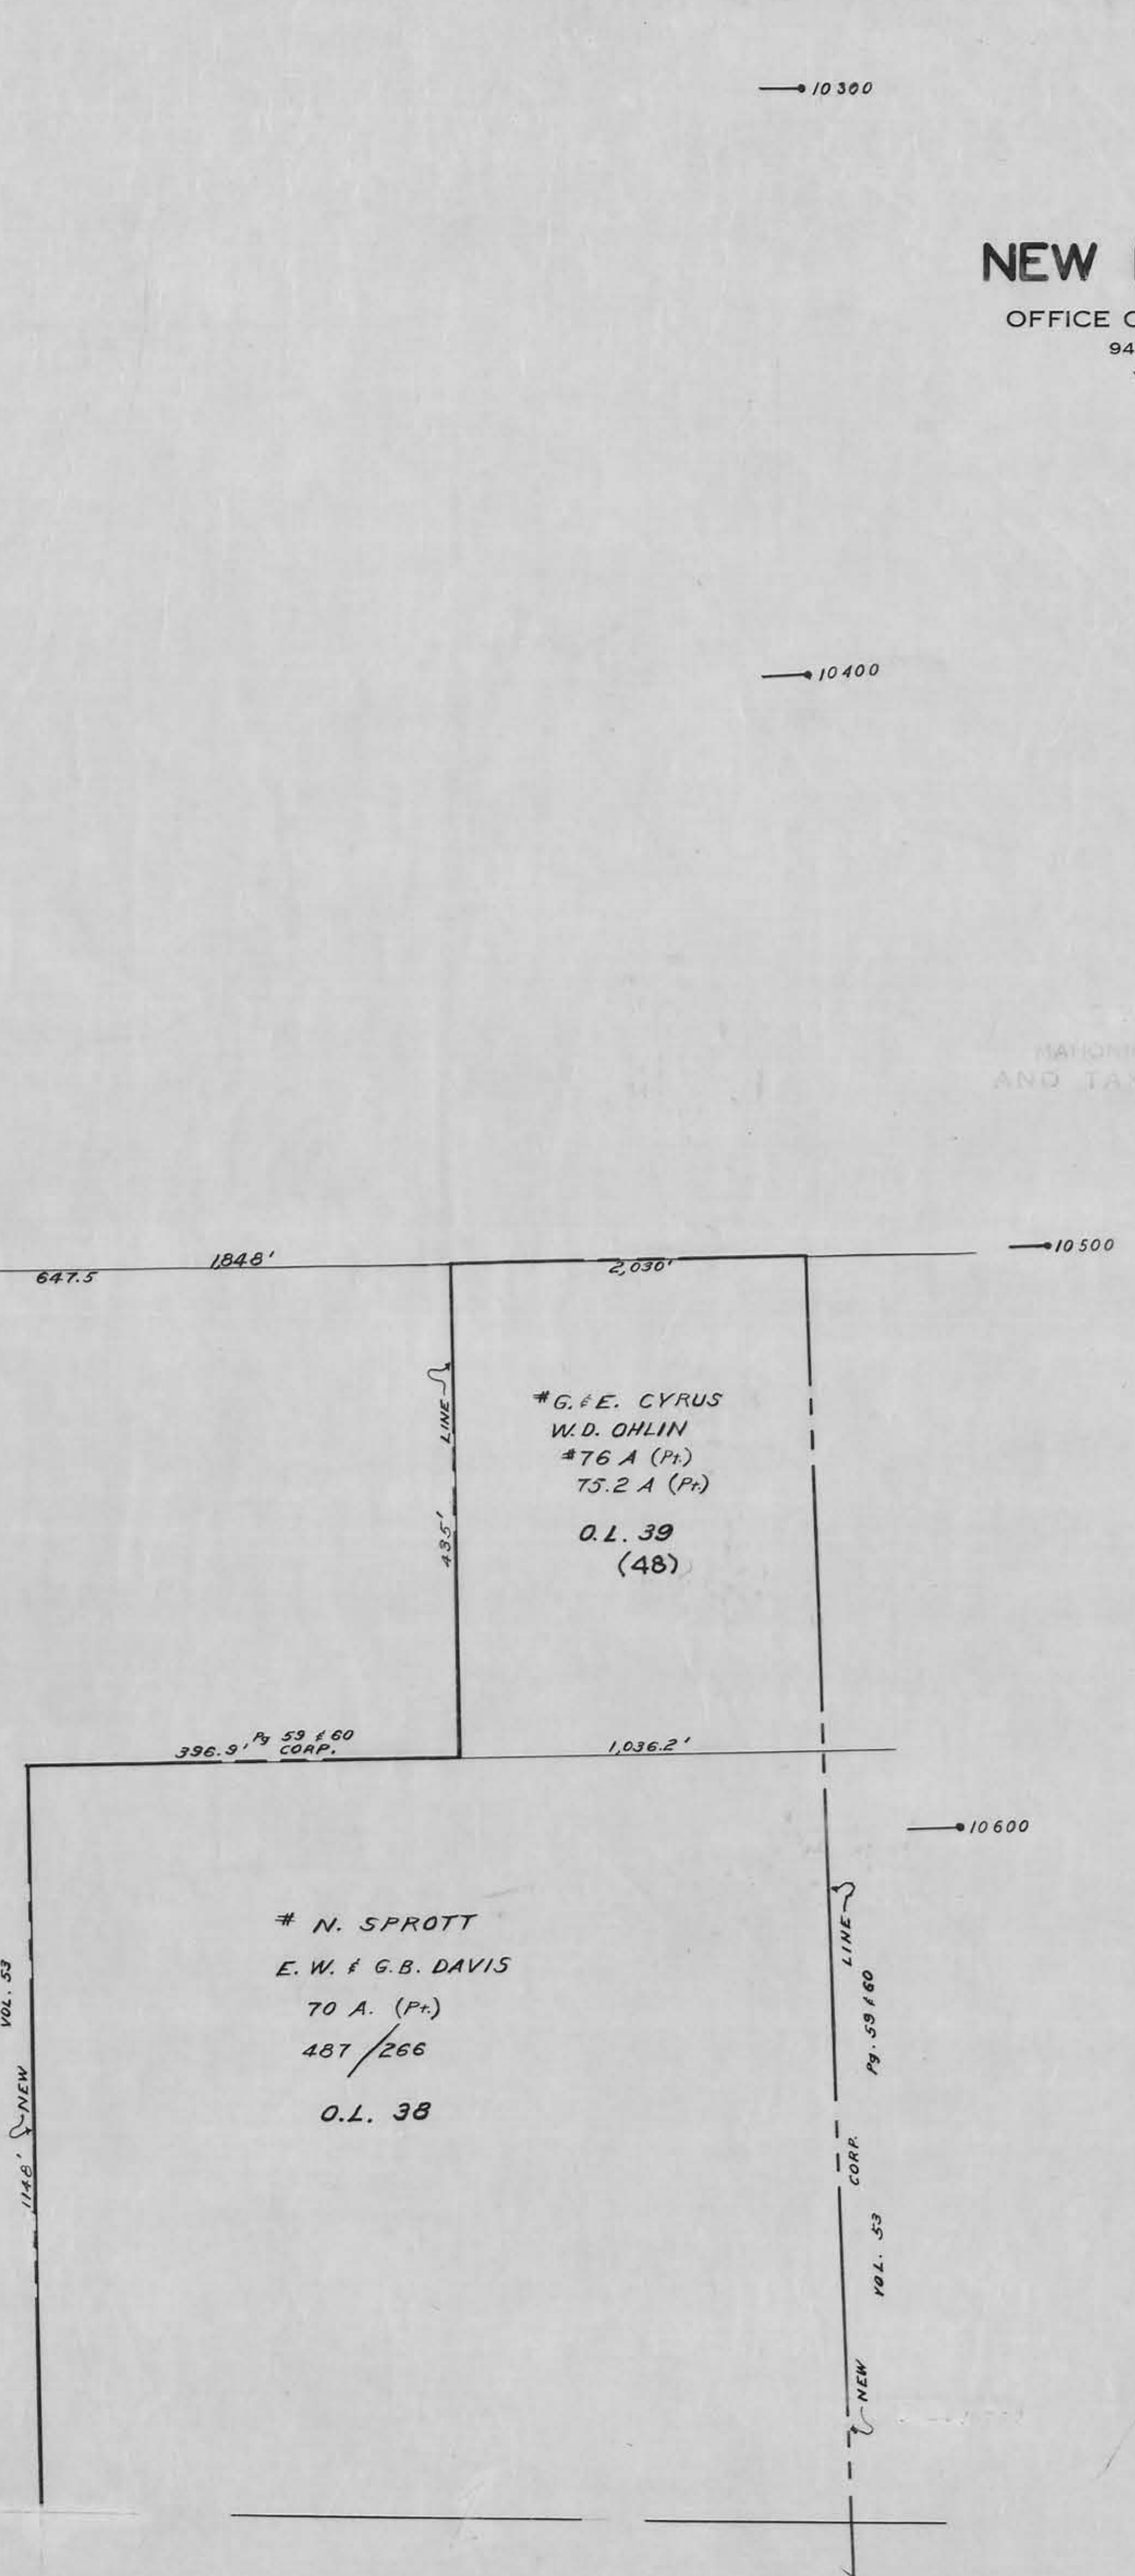 10300
NEW
OFFICE
94
10400
1,848'
647.5
2,030'
10500
LINE
435'
# G. & E. CYRUS
W.D. OHLIN
#76 A (Pt.)
75.2 A (Pt.)
O.L. 39
(48)
396.9' Pg 59 & 60
CORP.
1,036.2'
10600
# N. SPROTT
E. W. & G.B. DAVIS
70 A. (Pt.)
487/266
O.L. 38
VOL. 53
1148' NEW
LINE
Pg. 59 & 60
CORP.
VOL. 53
NEW